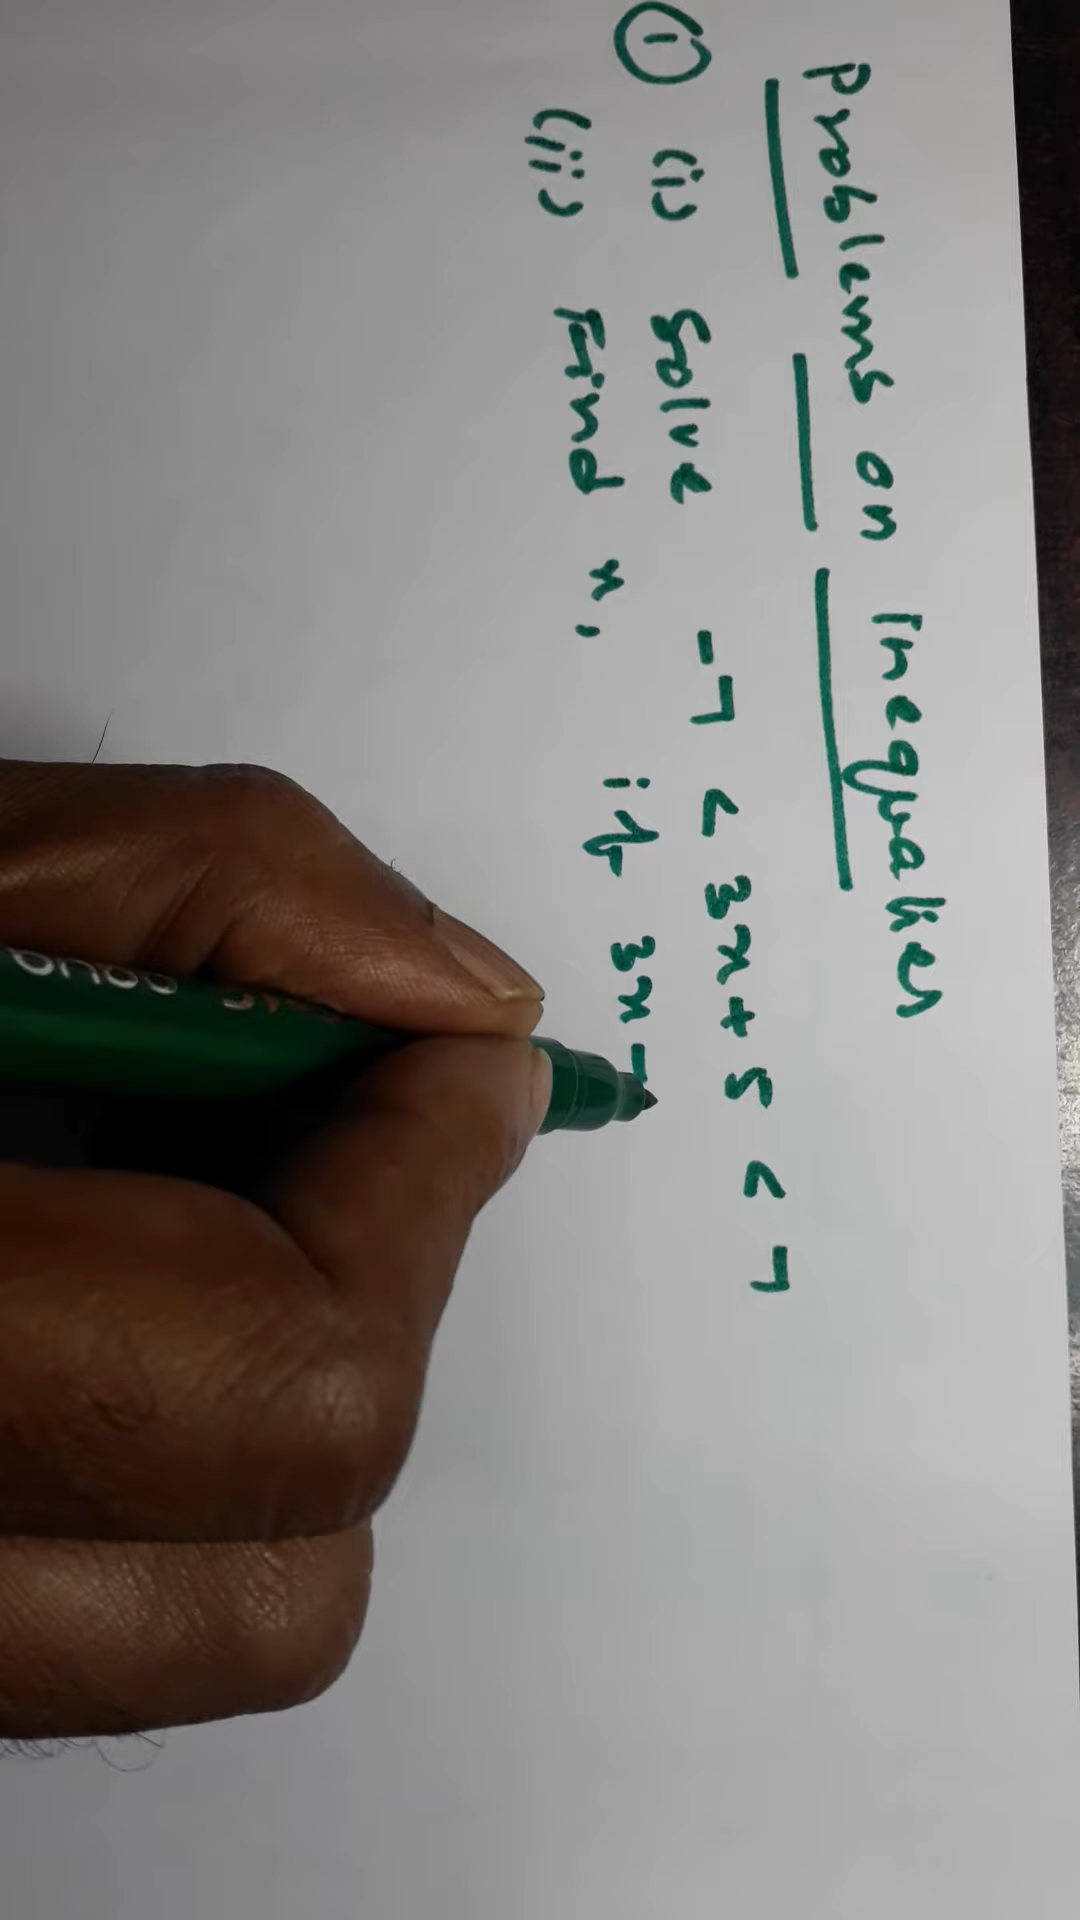 Problems on Inequalities
① (i) Solve -7 < 3x + 5 < 7
(ii) Find x, if 3x -